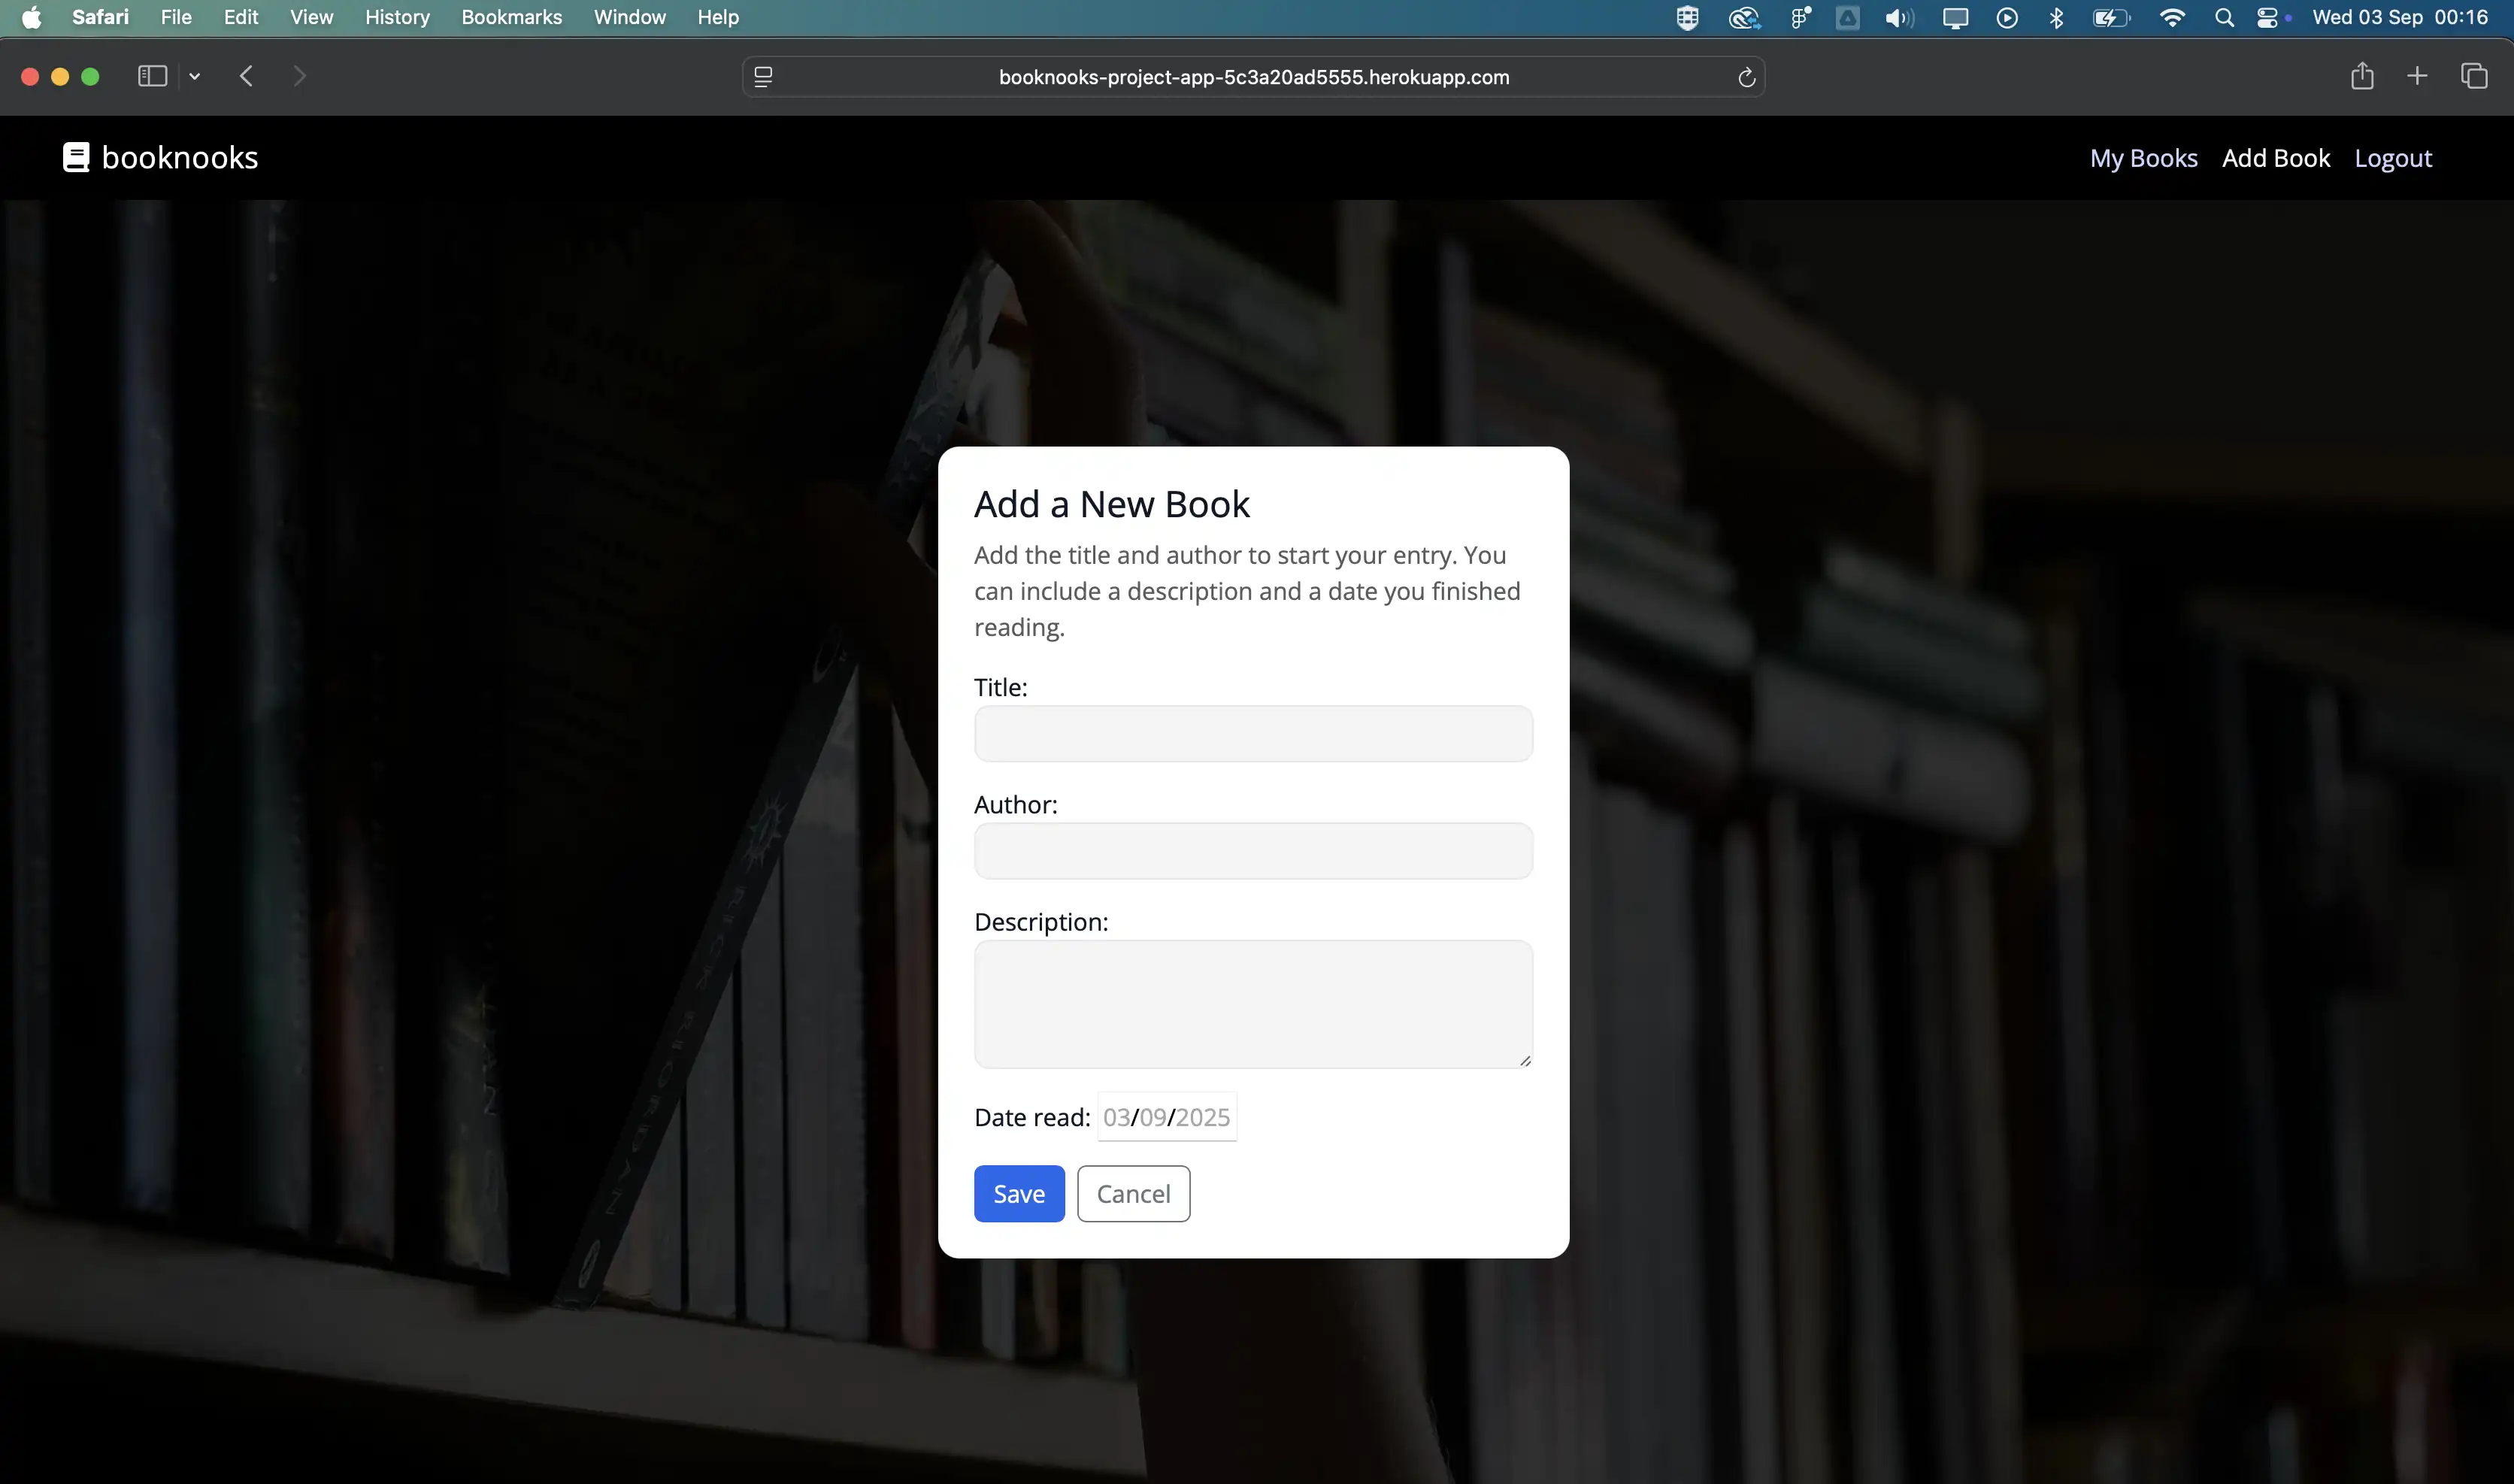 Safari File Edit View History Bookmarks Window Help Wed 03 Sep 00:16
booknooks-project-app-5c3a20ad5555.herokuapp.com
booknooks My Books Add Book Logout
Add a New Book
Add the title and author to start your entry. You
can include a description and a date you finished
reading.
Title:
Author:
Description:
Date read: 03/09/2025
Save Cancel